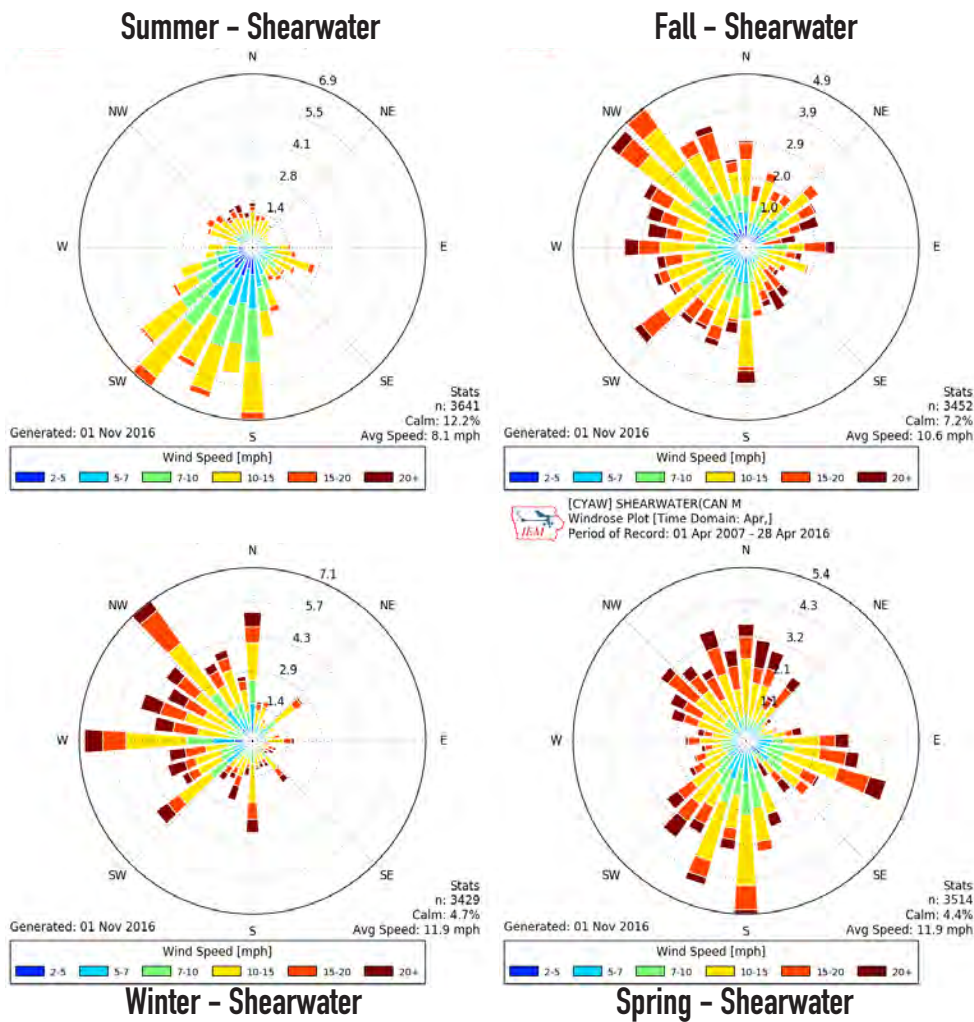 Summer - Shearwater
N
6.9
NW
5.5
NE
4.1
2.8
1.4
W
E
SW
SE
Stats
n: 3641
Calm: 12.2%
Generated: 01 Nov 2016
S
Avg Speed: 8.1 mph
Wind Speed [mph]
2-5 5-7 7-10 10-15 15-20 20+
Fall - Shearwater
N
4.9
NW
3.9
NE
2.9
2.0
1.0
W
E
SW
SE
Stats
n: 3452
Calm: 7.2%
Generated: 01 Nov 2016
S
Avg Speed: 10.6 mph
Wind Speed [mph]
2-5 5-7 7-10 10-15 15-20 20+
N
7.1
NW
5.7
NE
4.3
2.9
1.4
W
E
SW
SE
Stats
n: 3429
Calm: 4.7%
Generated: 01 Nov 2016
S
Avg Speed: 11.9 mph
Wind Speed [mph]
2-5 5-7 7-10 10-15 15-20 20+
Winter - Shearwater
IEM
[CYAW] SHEARWATER(CAN M
Windrose Plot [Time Domain: Apr,]
Period of Record: 01 Apr 2007 - 28 Apr 2016
N
5.4
NW
4.3
NE
3.2
2.1
1.1
W
E
SW
SE
Stats
n: 3514
Calm: 4.4%
Generated: 01 Nov 2016
S
Avg Speed: 11.9 mph
Wind Speed [mph]
2-5 5-7 7-10 10-15 15-20 20+
Spring - Shearwater